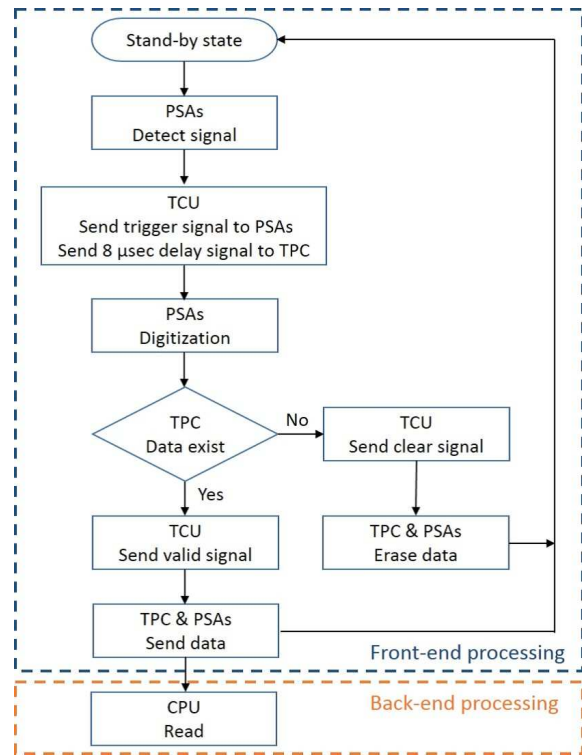 Stand-by state
PSAs
Detect signal
TCU
Send trigger signal to PSAs
Send 8 µsec delay signal to TPC
PSAs
Digitization
TPC
Data exist
No
TCU
Send clear signal
Yes
TCU
Send valid signal
TPC & PSAs
Erase data
TPC & PSAs
Send data
Front-end processing
CPU
Read
Back-end processing